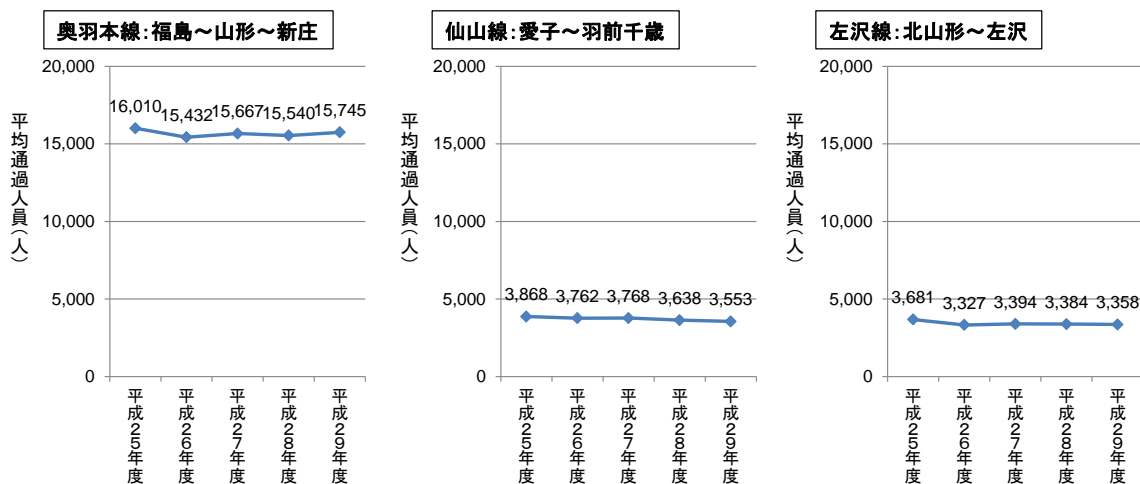 奥羽本線：福島～山形～新庄
平均通過人員（人）
20,000
15,000
10,000
5,000
0
16,010
15,432
15,667
15,540
15,745
平成25年度
平成26年度
平成27年度
平成28年度
平成29年度
仙山線：愛子～羽前千歳
平均通過人員（人）
20,000
15,000
10,000
5,000
0
3,868
3,762
3,768
3,638
3,553
平成25年度
平成26年度
平成27年度
平成28年度
平成29年度
左沢線：北山形～左沢
平均通過人員（人）
20,000
15,000
10,000
5,000
0
3,681
3,327
3,394
3,384
3,358
平成25年度
平成26年度
平成27年度
平成28年度
平成29年度